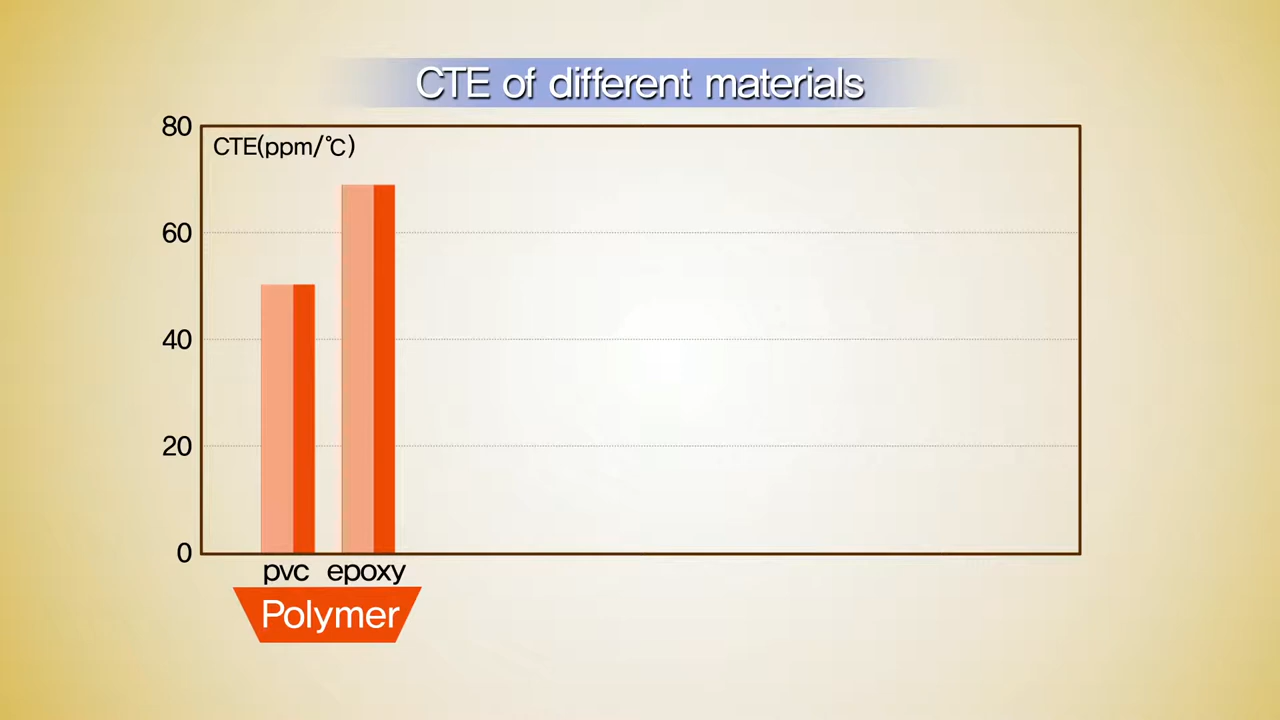 CTE of different materials
80
CTE(ppm/℃)
60
40
20
0
pvc epoxy
Polymer